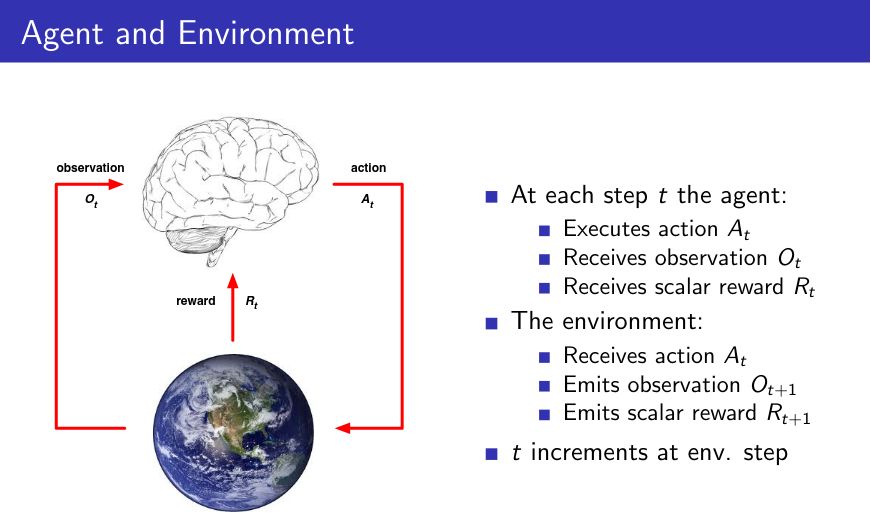 Agent and Environment
observation
O_t
action
A_t
reward
R_t
At each step t the agent:
Executes action A_t
Receives observation O_t
Receives scalar reward R_t
The environment:
Receives action A_t
Emits observation O_{t+1}
Emits scalar reward R_{t+1}
t increments at env. step